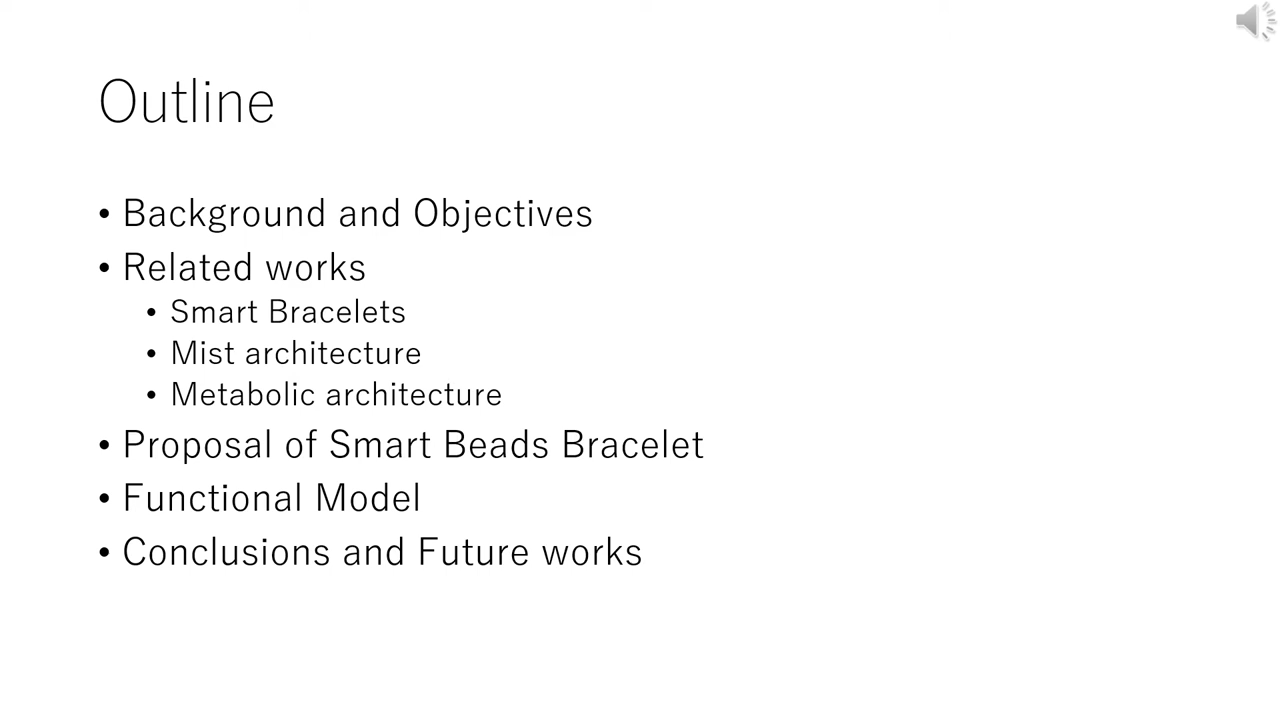 Outline
• Background and Objectives
• Related works
• Smart Bracelets
• Mist architecture
• Metabolic architecture
• Proposal of Smart Beads Bracelet
• Functional Model
• Conclusions and Future works